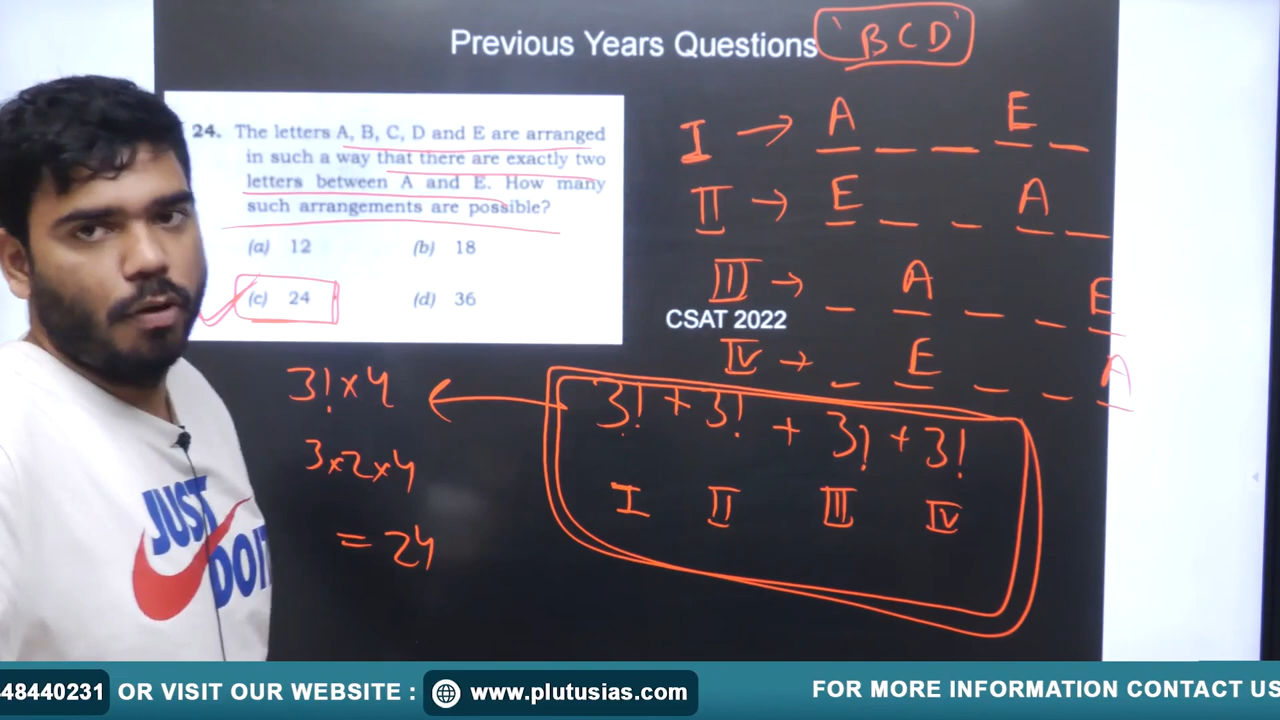 Previous Years Questions 'BCD'
24. The letters A, B, C, D and E are arranged
in such a way that there are exactly two
letters between A and E. How many
such arrangements are possible?
(a) 12 (b) 18
(c) 24 (d) 36
I → A _ _ E _
II → E _ _ A _
III → _ A _ _ E
CSAT 2022
IV → _ E _ _ A
3! + 3! + 3! + 3!
I II III IV
3! × 4
3 × 2 × 4
= 24
JUST
DO IT
48440231 OR VISIT OUR WEBSITE : www.plutusias.com FOR MORE INFORMATION CONTACT US